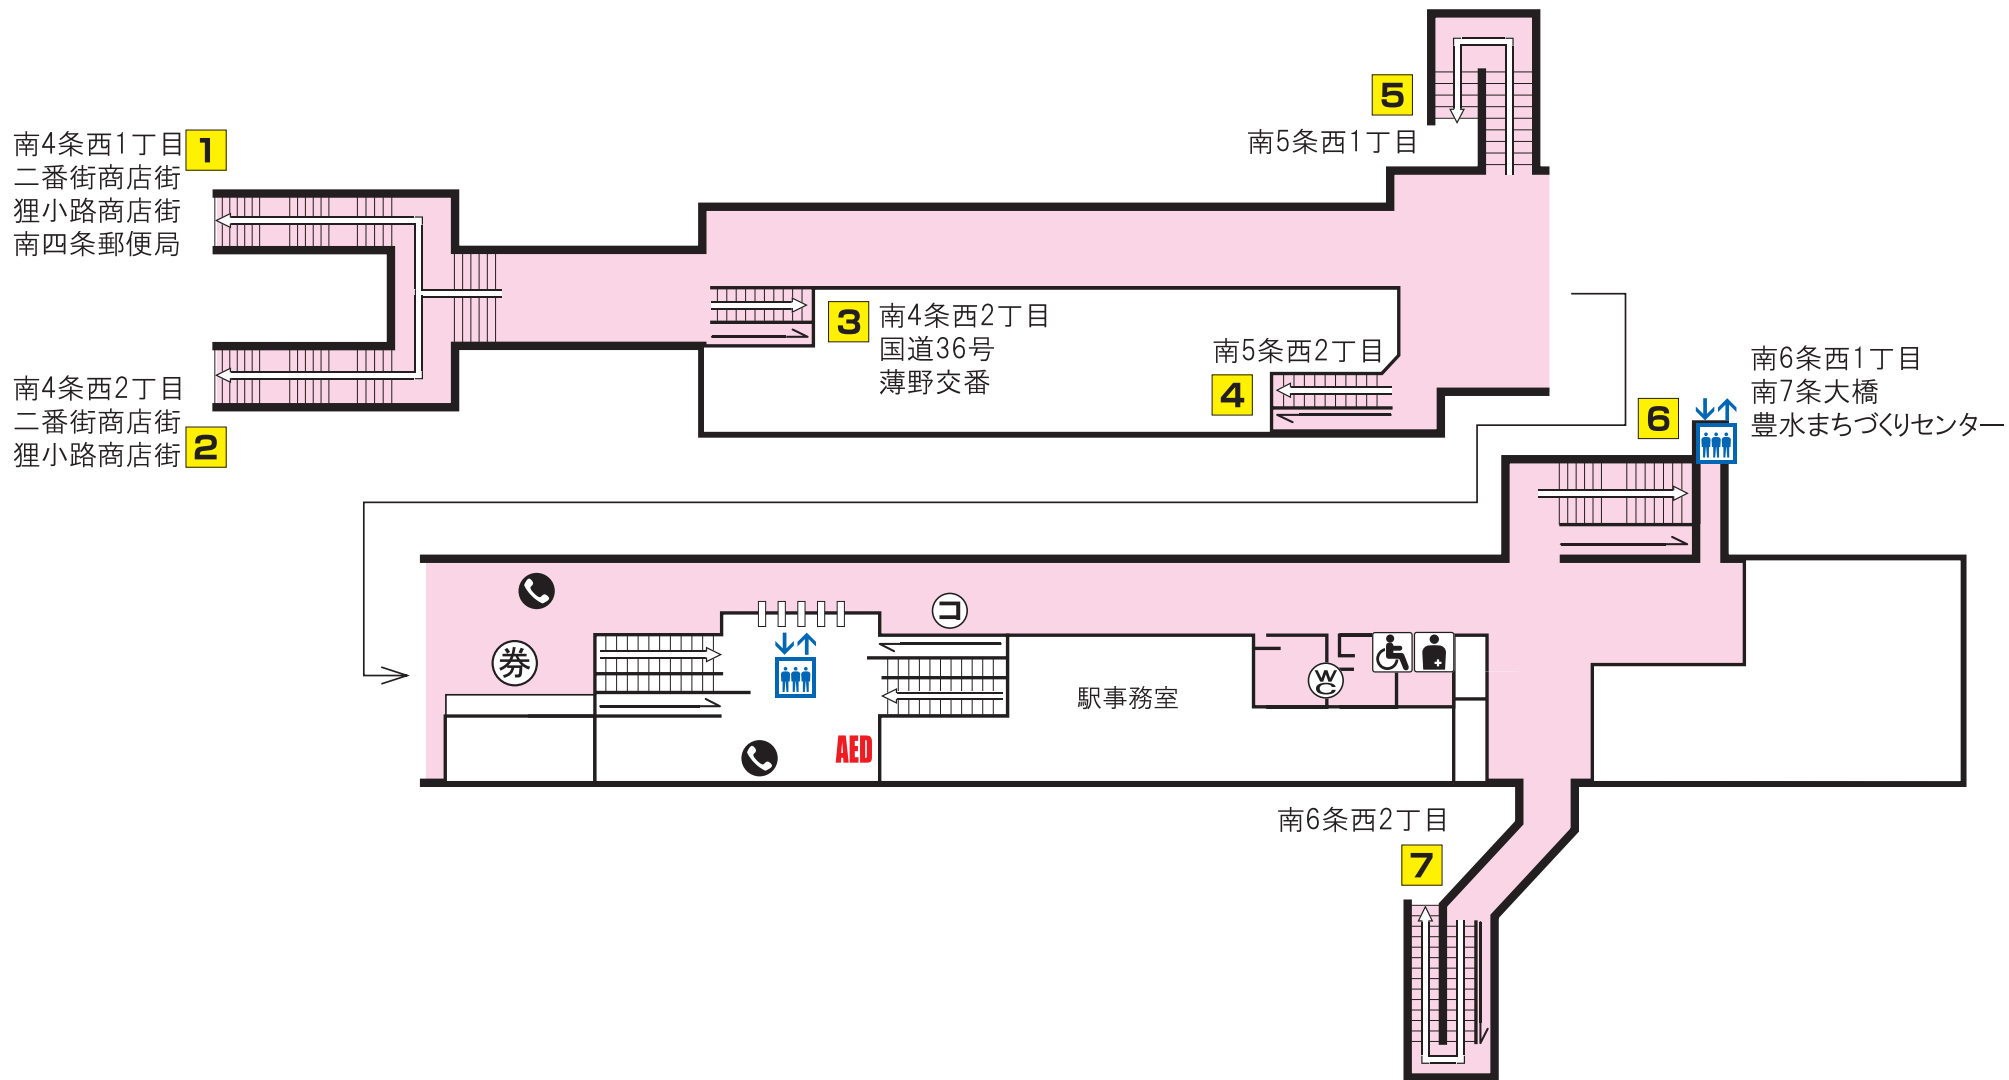 5
南5条西1丁目
南4条西1丁目 1
二番街商店街
狸小路商店街
南四条郵便局
3 南4条西2丁目
国道36号
薄野交番
南5条西2丁目
4
南4条西2丁目
二番街商店街
狸小路商店街 2
南6条西1丁目
南7条大橋
6 豊水まちづくりセンター
コ
券
WC
駅事務室
AED
南6条西2丁目
7